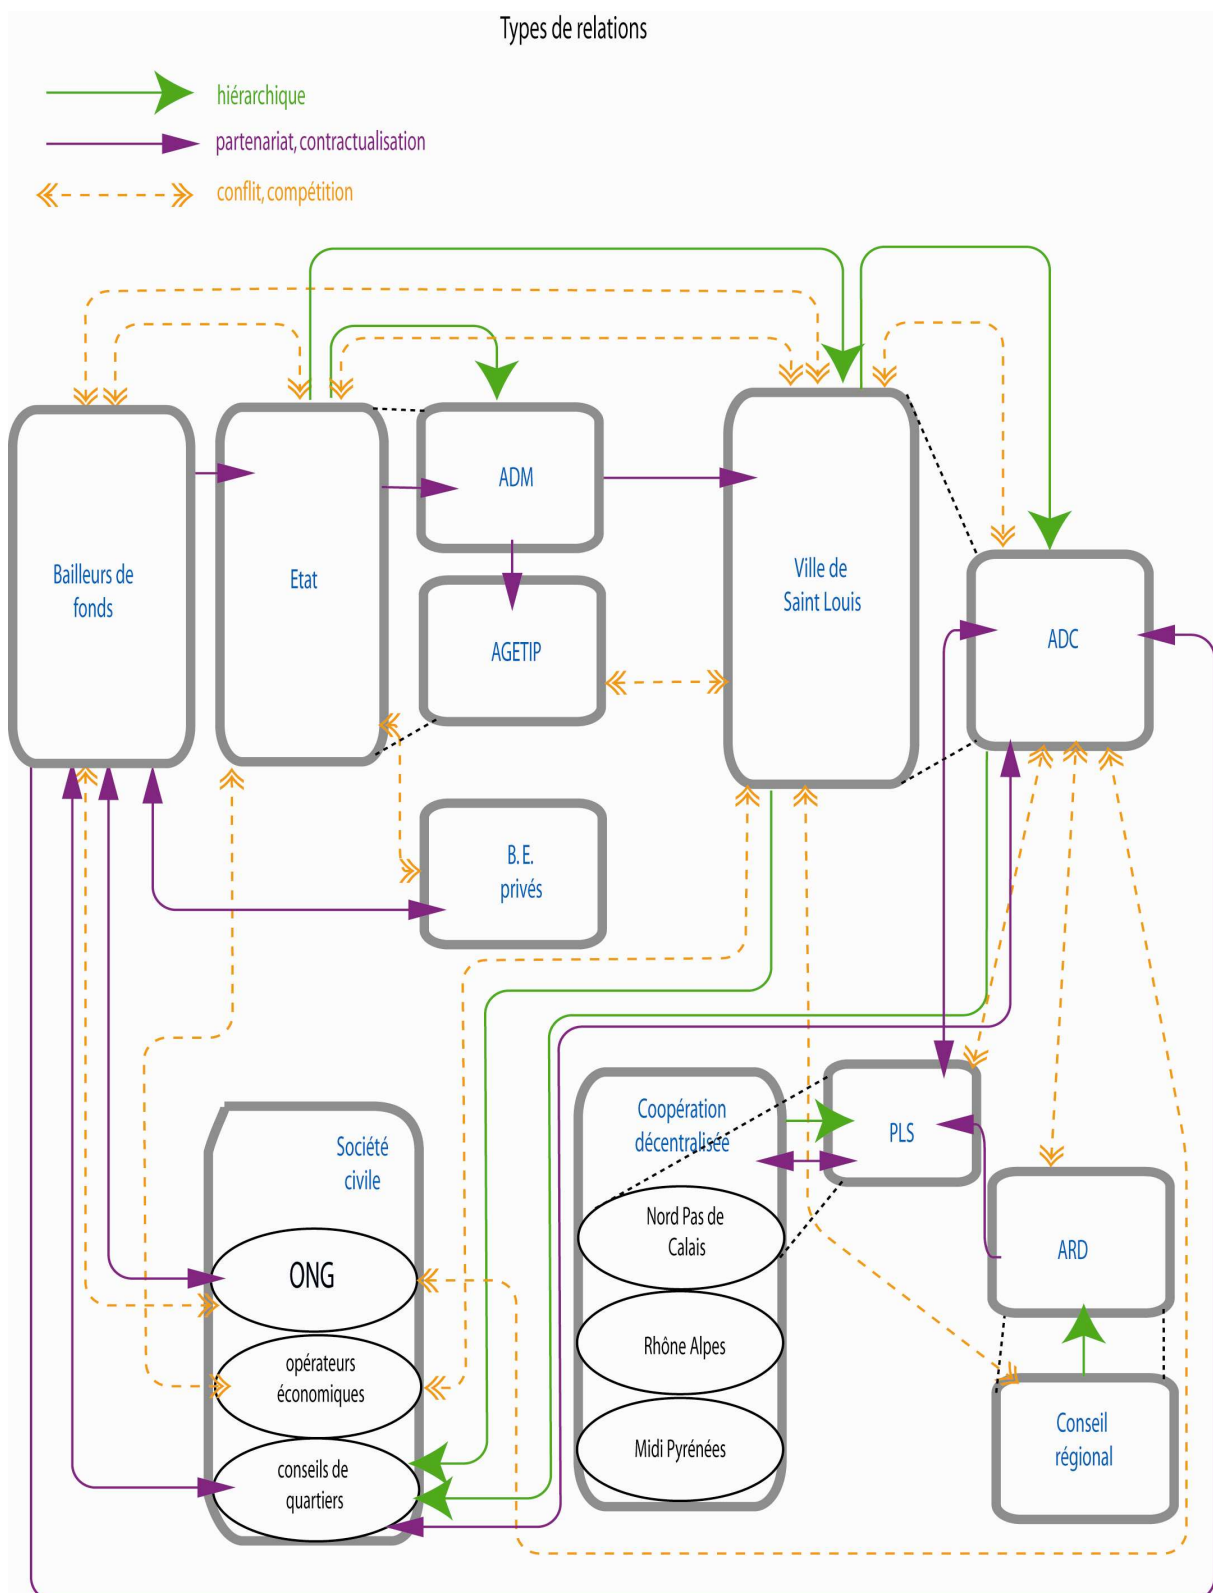 Types de relations
hiérarchique
partenariat, contractualisation
conflit, compétition
Bailleurs de
fonds
Etat
ADM
AGETIP
B. E.
privés
Ville de
Saint Louis
ADC
Société
civile
ONG
opérateurs
économiques
conseils de
quartiers
Coopération
décentralisée
Nord Pas de
Calais
Rhône Alpes
Midi Pyrénées
PLS
ARD
Conseil
régional